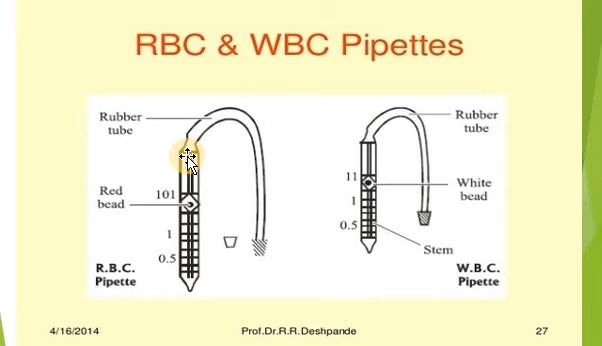 RBC & WBC Pipettes
Rubber
tube
Red
bead
101
1
0.5
R.B.C.
Pipette
Rubber
tube
11
White
bead
1
0.5
Stem
W.B.C.
Pipette
4/16/2014
Prof.Dr.R.R.Deshpande
27